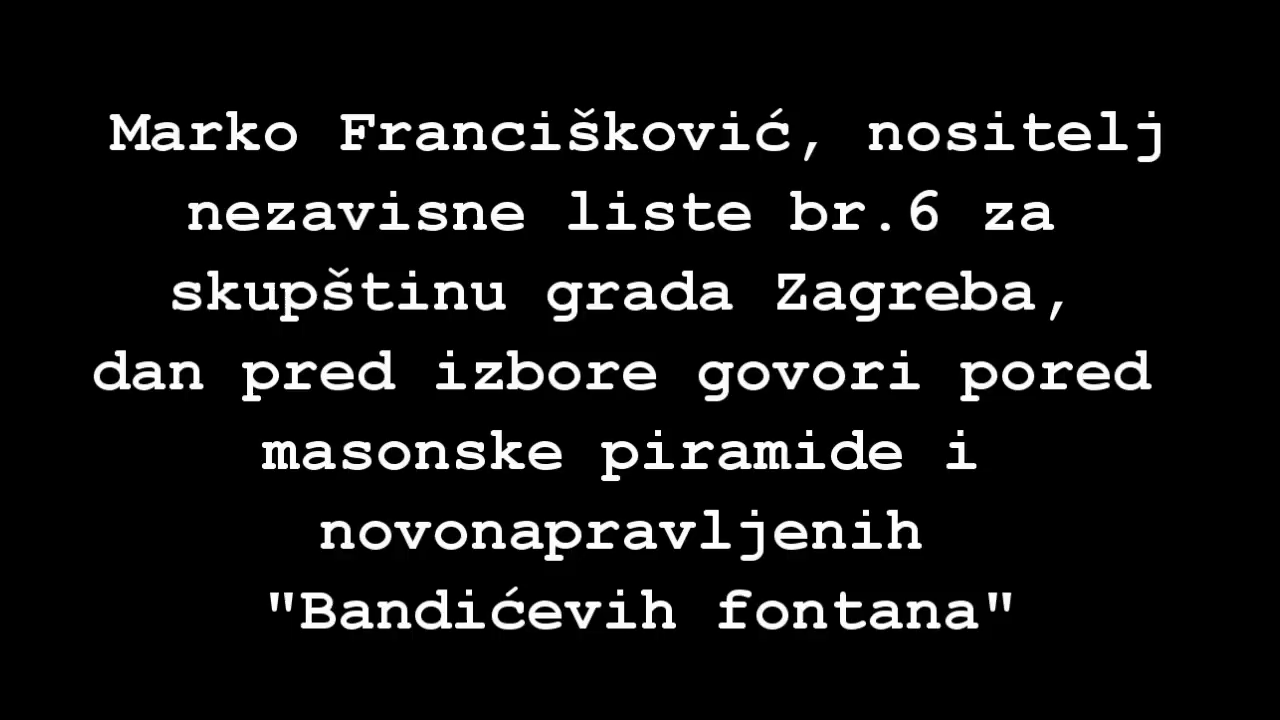 Marko Francišković, nositelj
nezavisne liste br.6 za
skupštinu grada Zagreba,
dan pred izbore govori pored
masonske piramide i
novonapravljenih
"Bandićevih fontana"